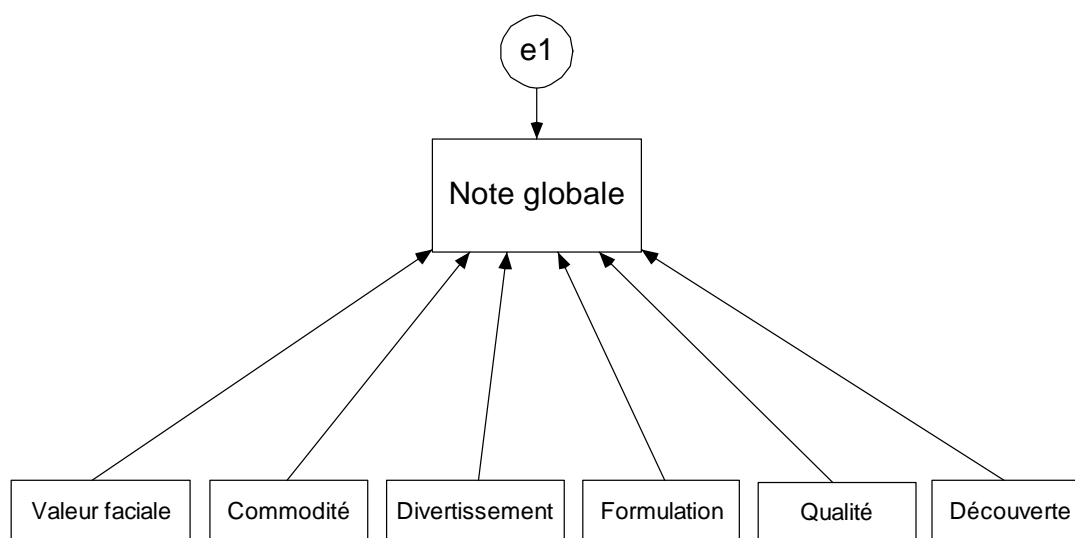 e1
Note globale
Valeur faciale
Commodité
Divertissement
Formulation
Qualité
Découverte